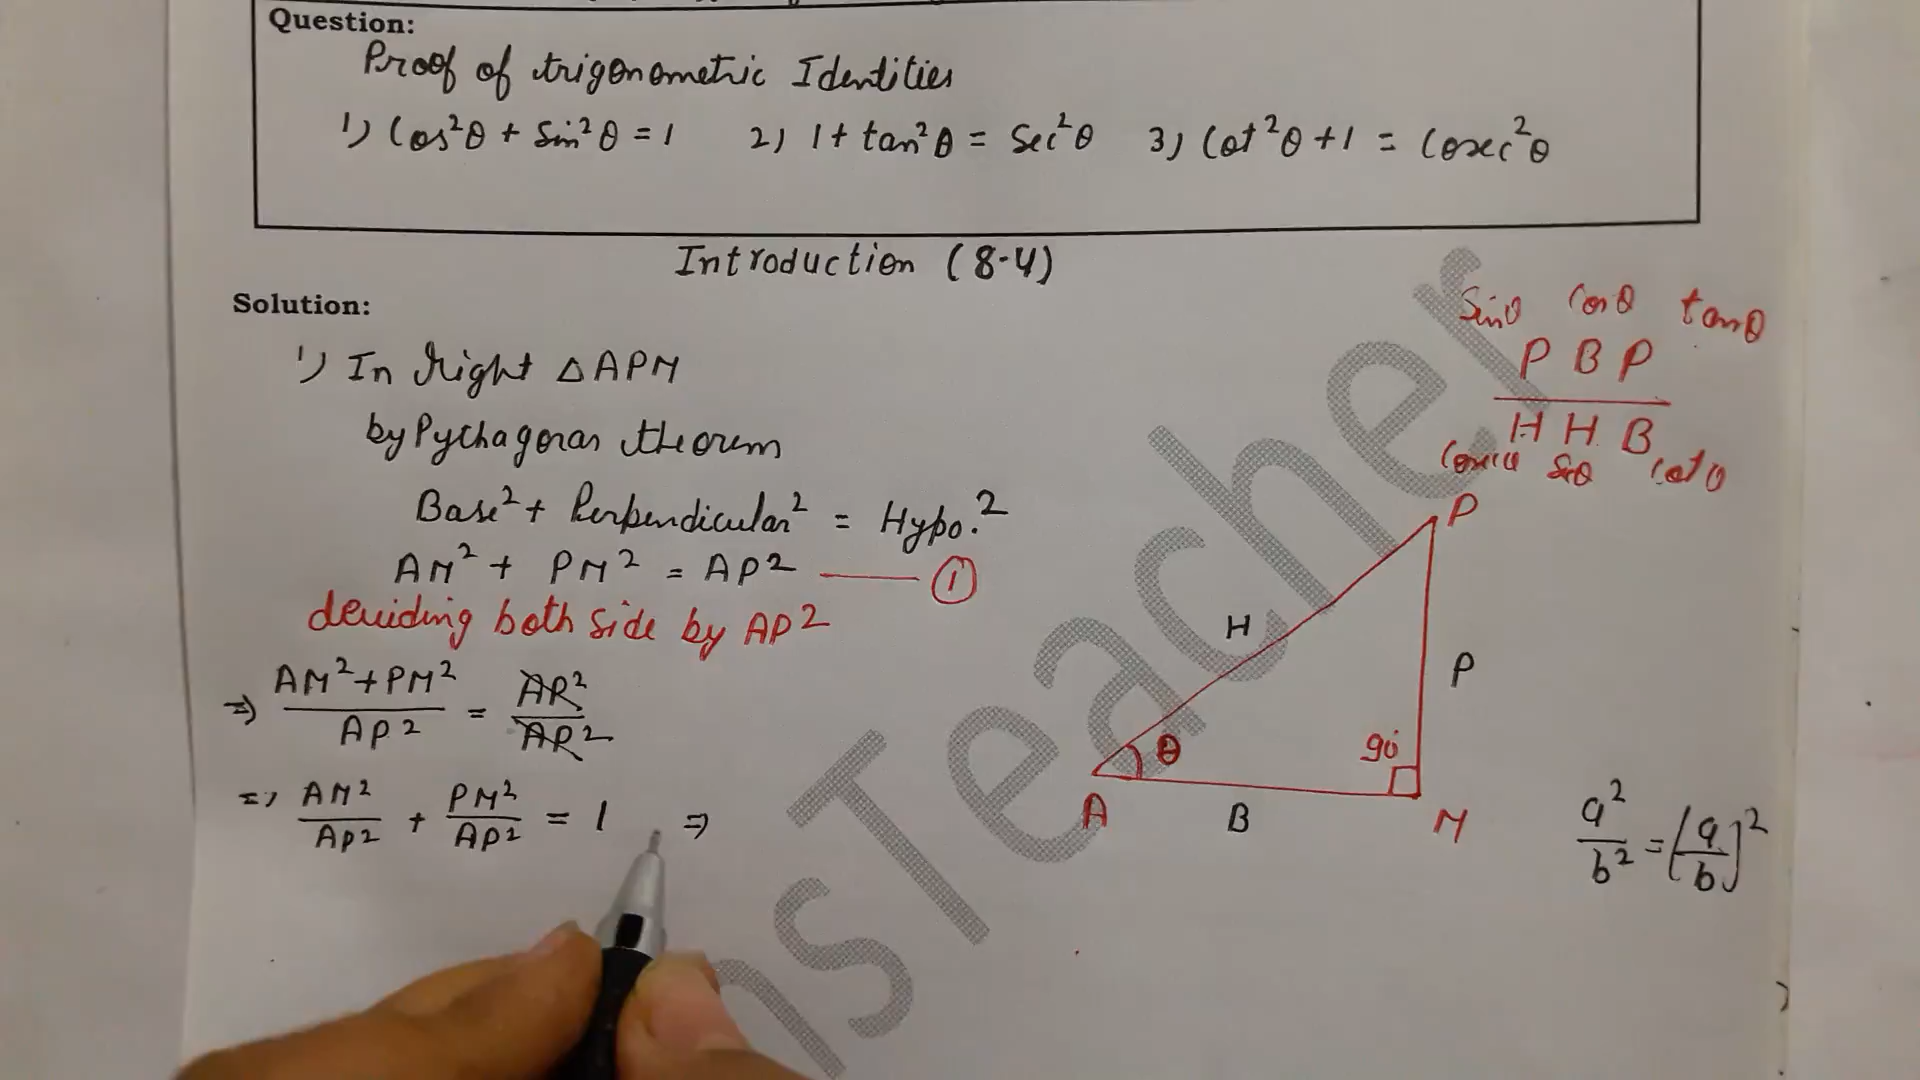 Question:
Proof of trigonometric Identities
1) Cos²θ + Sin²θ = 1 2) 1 + tan²θ = Sec²θ 3) Cot²θ + 1 = Cosec²θ
Introduction (8.4)
Solution:
Sinθ Cosθ tanθ
P B P
H H B
Cosecθ Secθ Cotθ
1) In right △APM
by Pythagoras theorem
Base² + Perpendicular² = Hypo.²
AM² + PM² = AP² —— ①
deviding both side by AP²
⇒ AM² + PM² / AP² = AP² / AP²
⇒ AM²/AP² + PM²/AP² = 1 ⇒
P
H
P
θ
90°
A
B
M
a²/b² = (a/b)²
nsTeacher